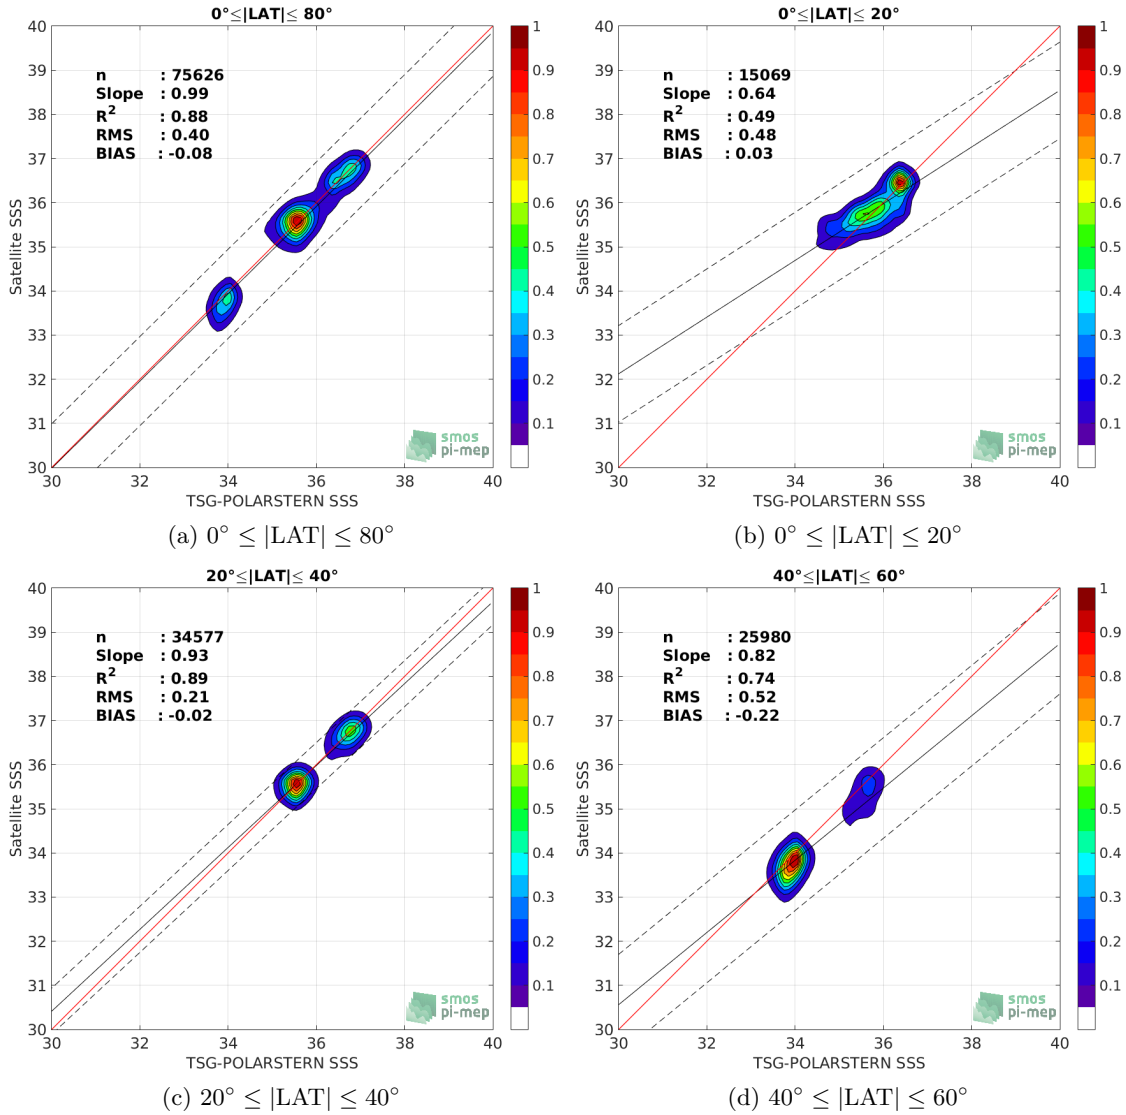 0°≤|LAT|≤ 80°
n : 75626
Slope : 0.99
R² : 0.88
RMS : 0.40
BIAS : -0.08
Satellite SSS
40
39
38
37
36
35
34
33
32
31
30
30 32 34 36 38 40
TSG-POLARSTERN SSS
1
0.9
0.8
0.7
0.6
0.5
0.4
0.3
0.2
0.1
smos
pi-mep
(a) 0° ≤ |LAT| ≤ 80°
0°≤|LAT|≤ 20°
n : 15069
Slope : 0.64
R² : 0.49
RMS : 0.48
BIAS : 0.03
Satellite SSS
40
39
38
37
36
35
34
33
32
31
30
30 32 34 36 38 40
TSG-POLARSTERN SSS
1
0.9
0.8
0.7
0.6
0.5
0.4
0.3
0.2
0.1
smos
pi-mep
(b) 0° ≤ |LAT| ≤ 20°
20°≤|LAT|≤ 40°
n : 34577
Slope : 0.93
R² : 0.89
RMS : 0.21
BIAS : -0.02
Satellite SSS
40
39
38
37
36
35
34
33
32
31
30
30 32 34 36 38 40
TSG-POLARSTERN SSS
1
0.9
0.8
0.7
0.6
0.5
0.4
0.3
0.2
0.1
smos
pi-mep
(c) 20° ≤ |LAT| ≤ 40°
40°≤|LAT|≤ 60°
n : 25980
Slope : 0.82
R² : 0.74
RMS : 0.52
BIAS : -0.22
Satellite SSS
40
39
38
37
36
35
34
33
32
31
30
30 32 34 36 38 40
TSG-POLARSTERN SSS
1
0.9
0.8
0.7
0.6
0.5
0.4
0.3
0.2
0.1
smos
pi-mep
(d) 40° ≤ |LAT| ≤ 60°